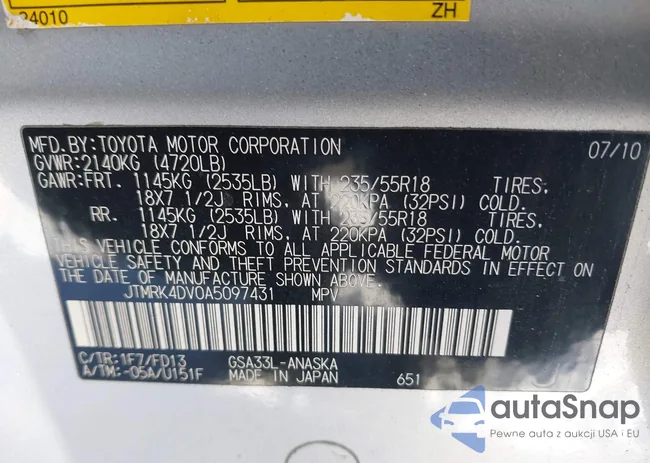 24010 ZH
MFD.BY:TOYOTA MOTOR CORPORATION 07/10
GVWR:2140KG (4720LB)
GAWR:FRT. 1145KG (2535LB) WITH 235/55R18 TIRES,
18X7 1/2J RIMS, AT 220KPA (32PSI) COLD.
RR. 1145KG (2535LB) WITH 235/55R18 TIRES,
18X7 1/2J RIMS, AT 220KPA (32PSI) COLD.
THIS VEHICLE CONFORMS TO ALL APPLICABLE FEDERAL MOTOR
VEHICLE SAFETY AND THEFT PREVENTION STANDARDS IN EFFECT ON
THE DATE OF MANUFACTURE SHOWN ABOVE.
JTMRK4DV0A5097431 MPV
C/TR:1F7/FD13 GSA33L-ANASKA
A/TM:-05A/U151F MADE IN JAPAN 651
autaSnap
Pewne auta z aukcji USA i EU